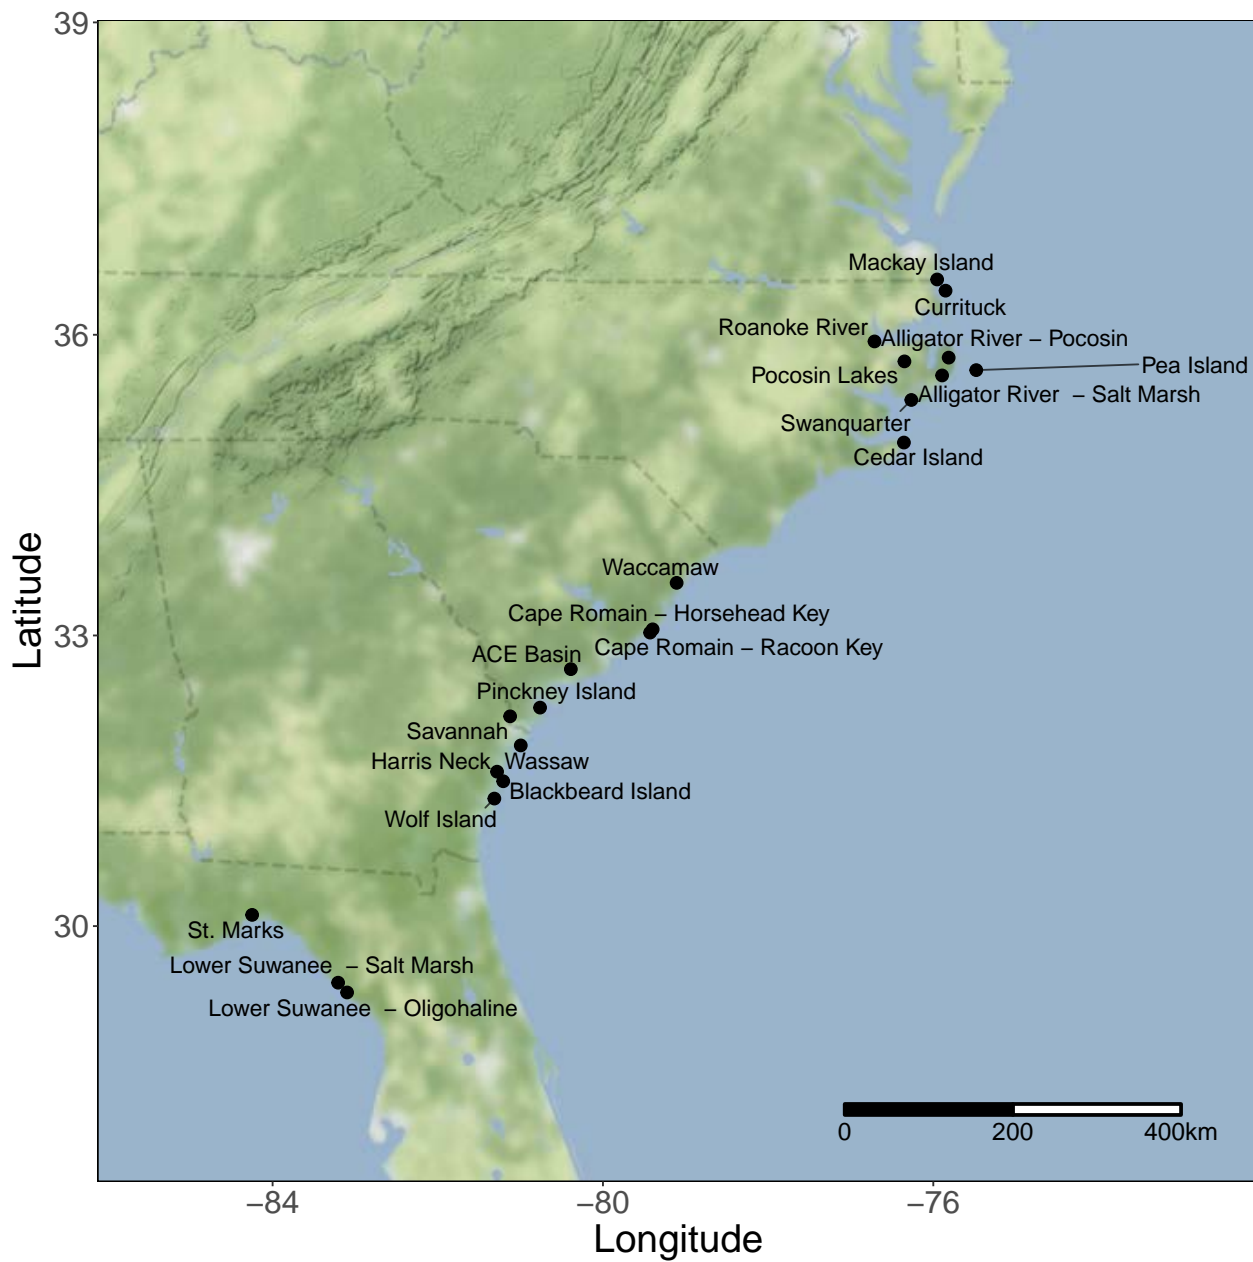 39
Mackay Island
Currituck
Roanoke River
36
Alligator River – Pocosin
Pea Island
Pocosin Lakes
Alligator River – Salt Marsh
Swanquarter
Cedar Island
Waccamaw
Cape Romain – Horsehead Key
33
Cape Romain – Racoon Key
ACE Basin
Pinckney Island
Savannah
Harris Neck
Wassaw
Blackbeard Island
Wolf Island
30
St. Marks
Lower Suwanee – Salt Marsh
Lower Suwanee – Oligohaline
Latitude
0 200 400km
−84 −80 −76
Longitude